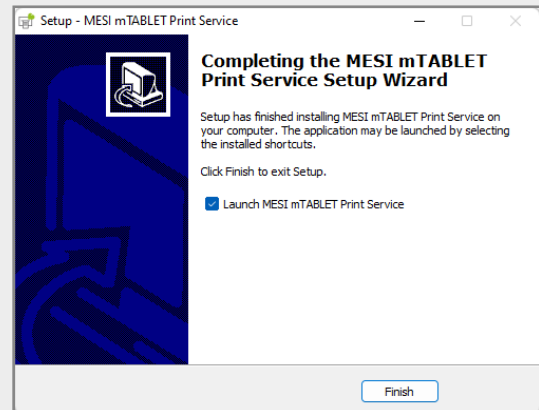 Setup - MESI mTABLET Print Service
Completing the MESI mTABLET
Print Service Setup Wizard
Setup has finished installing MESI mTABLET Print Service on
your computer. The application may be launched by selecting
the installed shortcuts.
Click Finish to exit Setup.
Launch MESI mTABLET Print Service
Finish